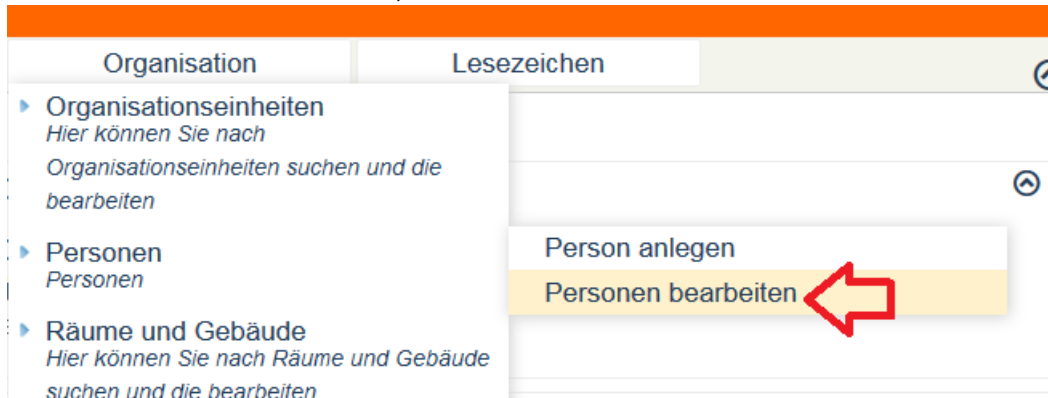 Organisation Lesezeichen
Organisationseinheiten
Hier können Sie nach
Organisationseinheiten suchen und die
bearbeiten
Personen
Personen
Person anlegen
Personen bearbeiten
Räume und Gebäude
Hier können Sie nach Räume und Gebäude
suchen und die bearbeiten